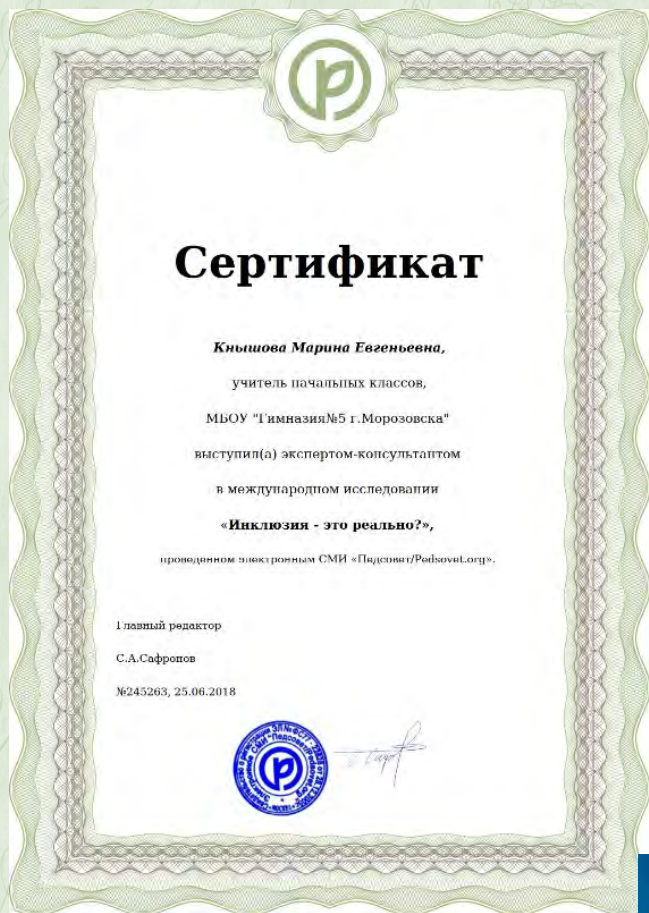 Сертификат
Кнышова Марина Евгеньевна,
учитель начальных классов,
МБОУ "Гимназия№5 г.Морозовска"
выступил(а) экспертом-консультантом
в международном исследовании
«Инклюзия - это реально?»,
проведенном электронным СМИ «Педсовет/Pedsovet.org».
Главный редактор
С.А.Сафронов
№245263, 25.06.2018